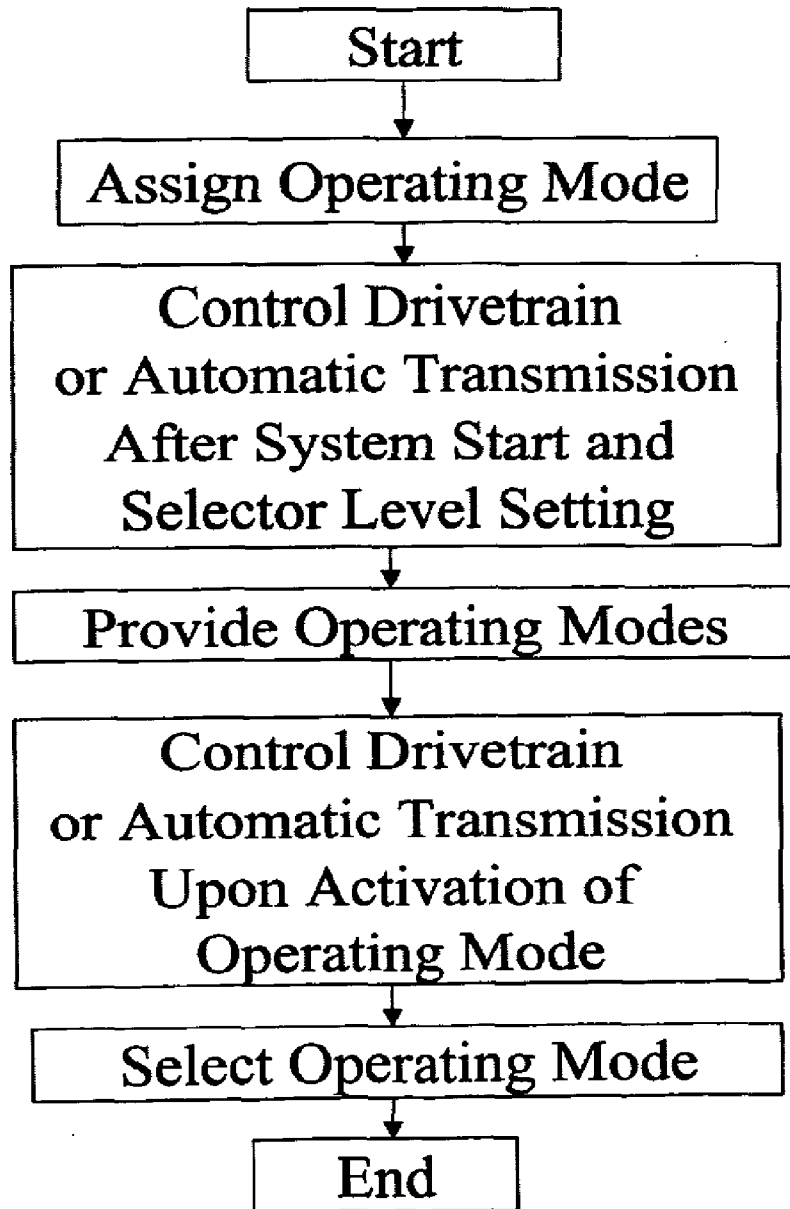 Start
Assign Operating Mode
Control Drivetrain
or Automatic Transmission
After System Start and
Selector Level Setting
Provide Operating Modes
Control Drivetrain
or Automatic Transmission
Upon Activation of
Operating Mode
Select Operating Mode
End